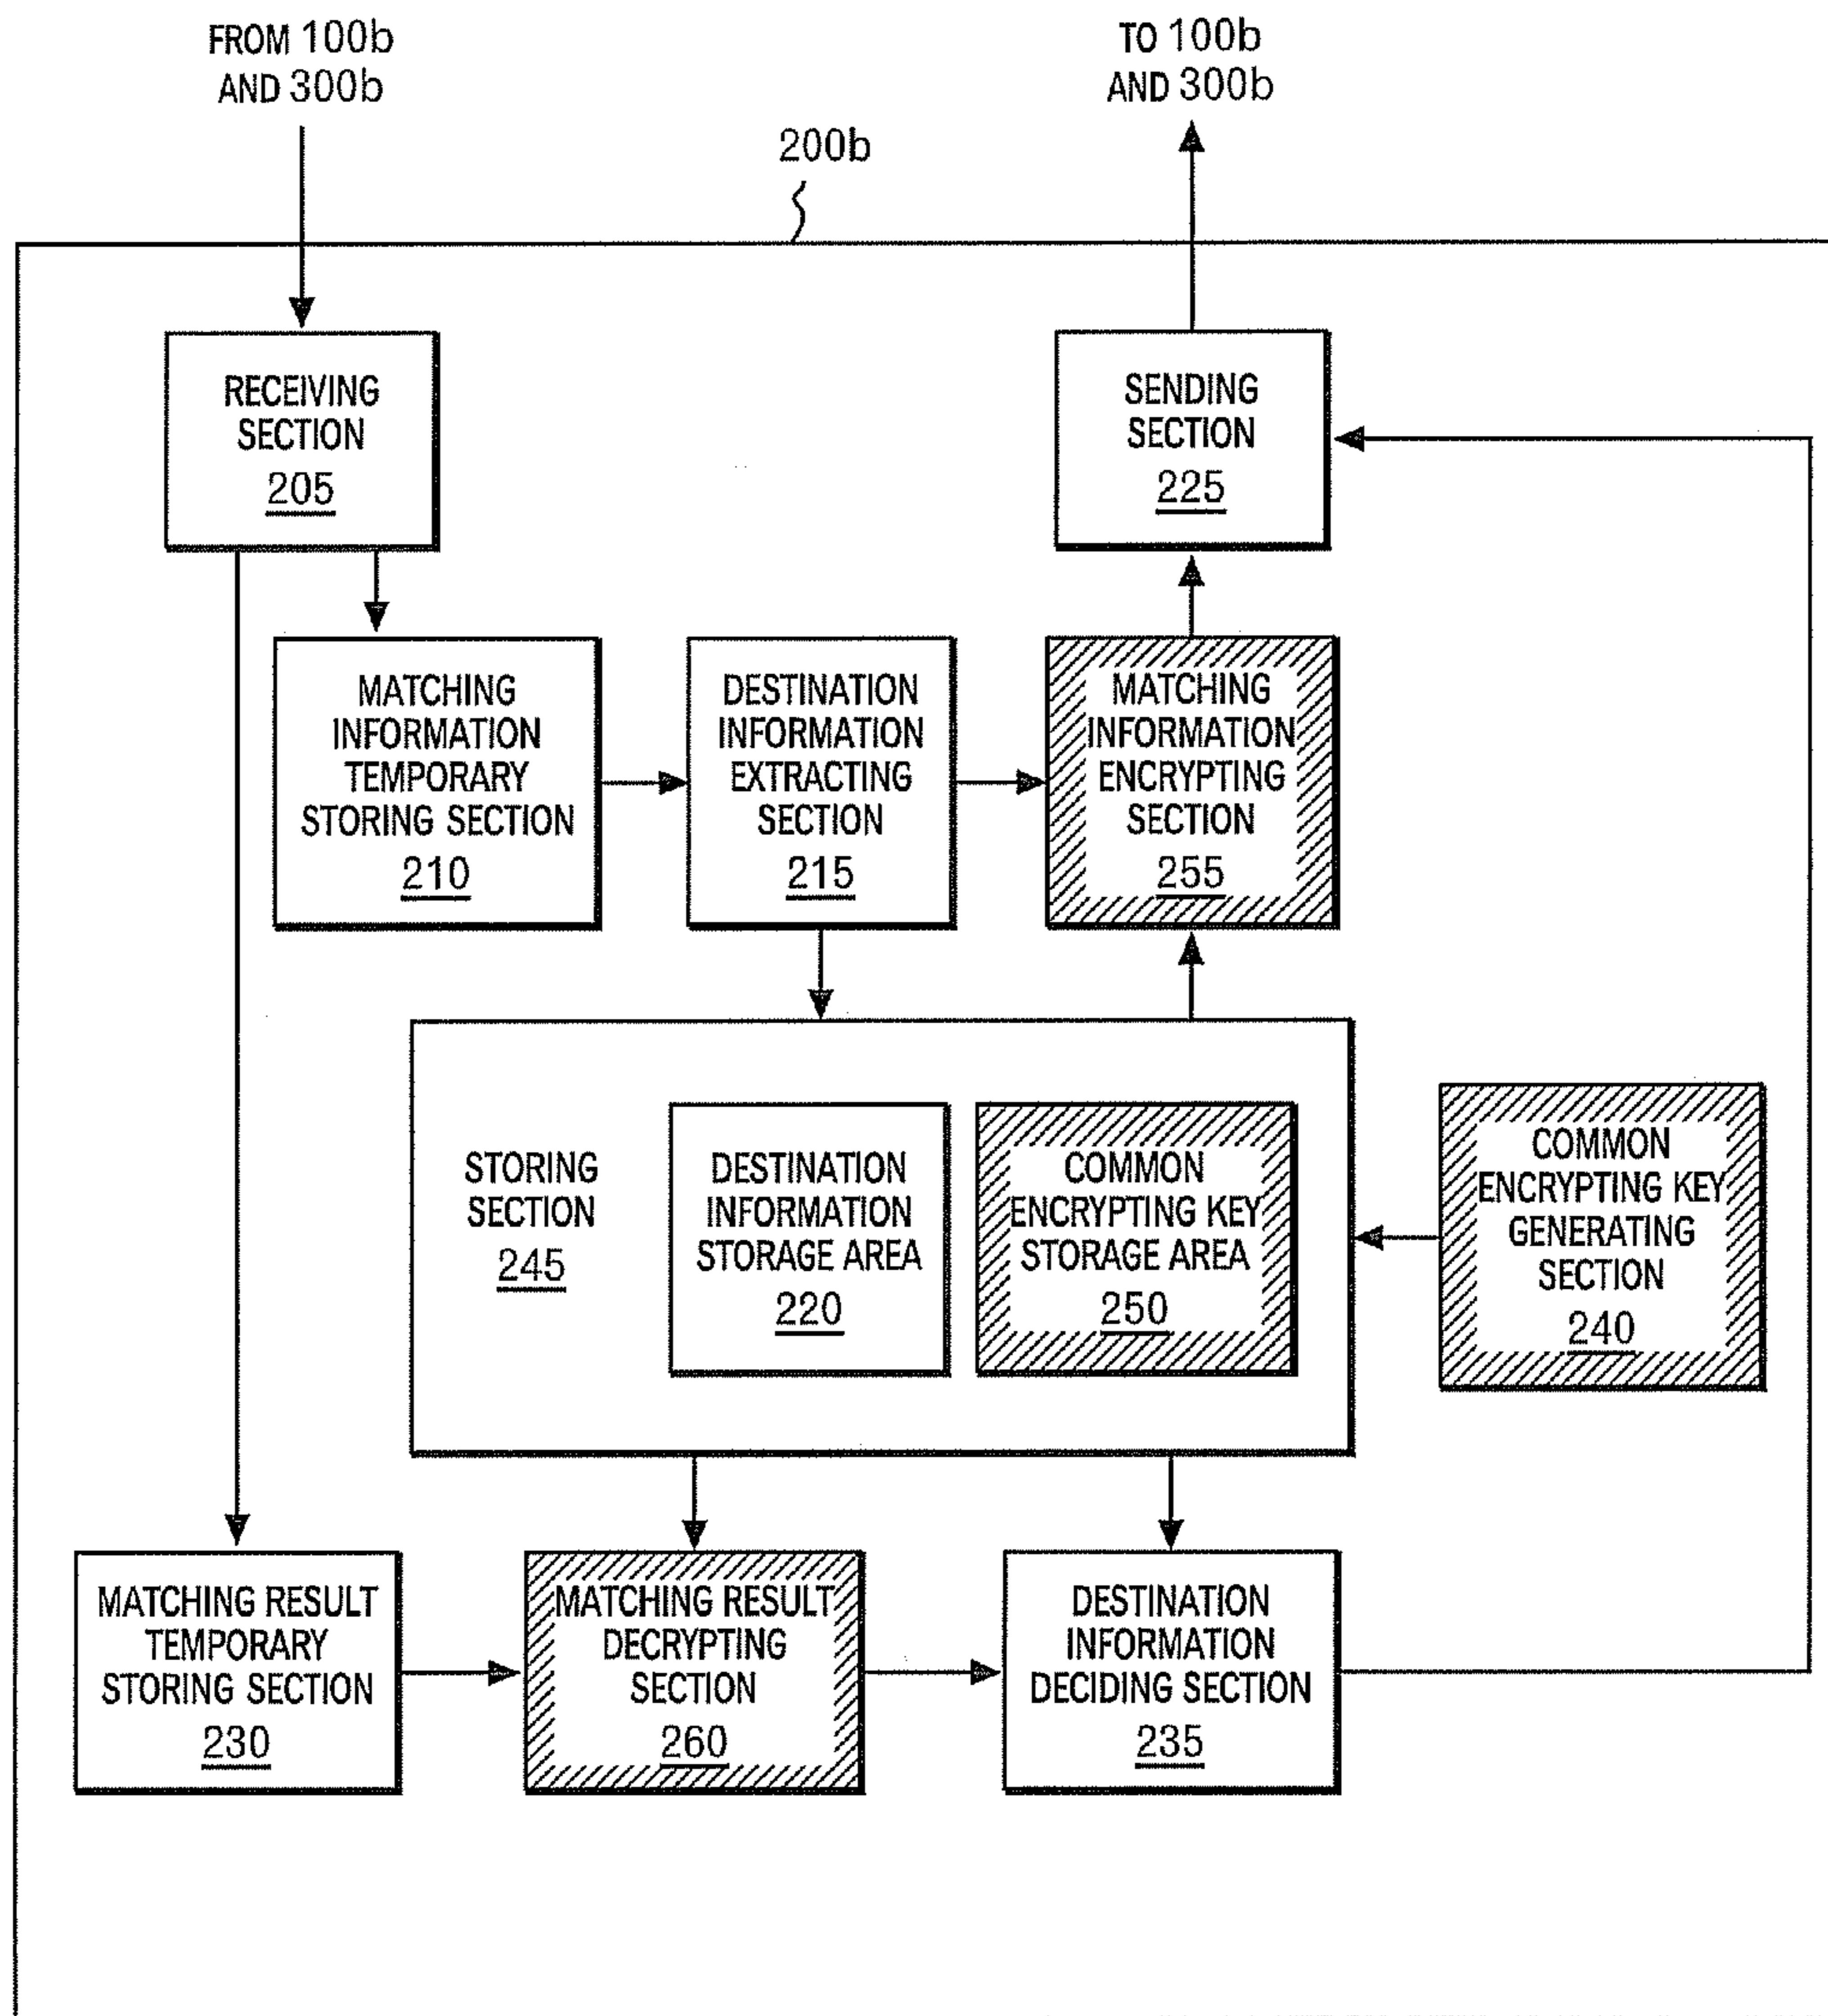 FROM 100b
AND 300b
TO 100b
AND 300b
200b
RECEIVING
SECTION
205
SENDING
SECTION
225
MATCHING
INFORMATION
TEMPORARY
STORING SECTION
210
DESTINATION
INFORMATION
EXTRACTING
SECTION
215
MATCHING
INFORMATION
ENCRYPTING
SECTION
255
STORING
SECTION
245
DESTINATION
INFORMATION
STORAGE AREA
220
COMMON
ENCRYPTING KEY
STORAGE AREA
250
COMMON
ENCRYPTING KEY
GENERATING
SECTION
240
MATCHING RESULT
TEMPORARY
STORING SECTION
230
MATCHING RESULT
DECRYPTING
SECTION
260
DESTINATION
INFORMATION
DECIDING SECTION
235